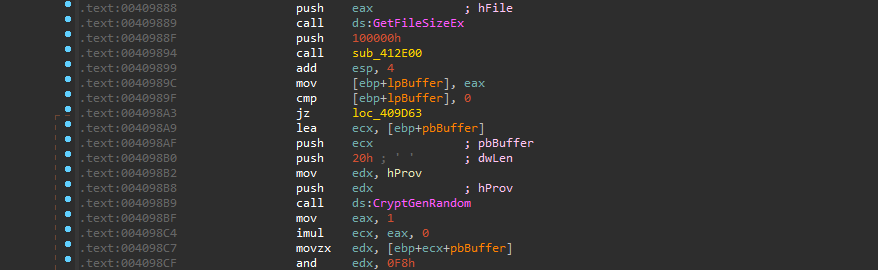 .text:00409888 push eax ; hFile
.text:00409889 call ds:GetFileSizeEx
.text:0040988F push 100000h
.text:00409894 call sub_412E00
.text:00409899 add esp, 4
.text:0040989C mov [ebp+lpBuffer], eax
.text:0040989F cmp [ebp+lpBuffer], 0
.text:004098A3 jz loc_409D63
.text:004098A9 lea ecx, [ebp+pbBuffer]
.text:004098AF push ecx ; pbBuffer
.text:004098B0 push 20h ; ' ' ; dwLen
.text:004098B2 mov edx, hProv
.text:004098B8 push edx ; hProv
.text:004098B9 call ds:CryptGenRandom
.text:004098BF mov eax, 1
.text:004098C4 imul ecx, eax, 0
.text:004098C7 movzx edx, [ebp+ecx+pbBuffer]
.text:004098CF and edx, 0F8h